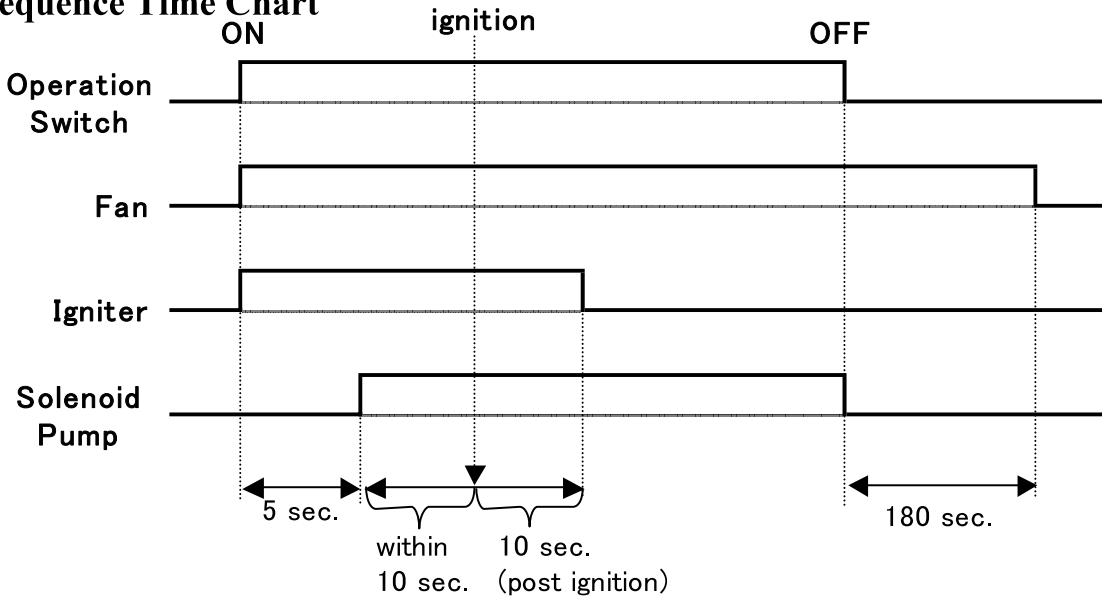 equence Time Chart
ON
ignition
OFF
Operation
Switch
Fan
Igniter
Solenoid
Pump
5 sec.
180 sec.
within
10 sec.
10 sec.
(post ignition)